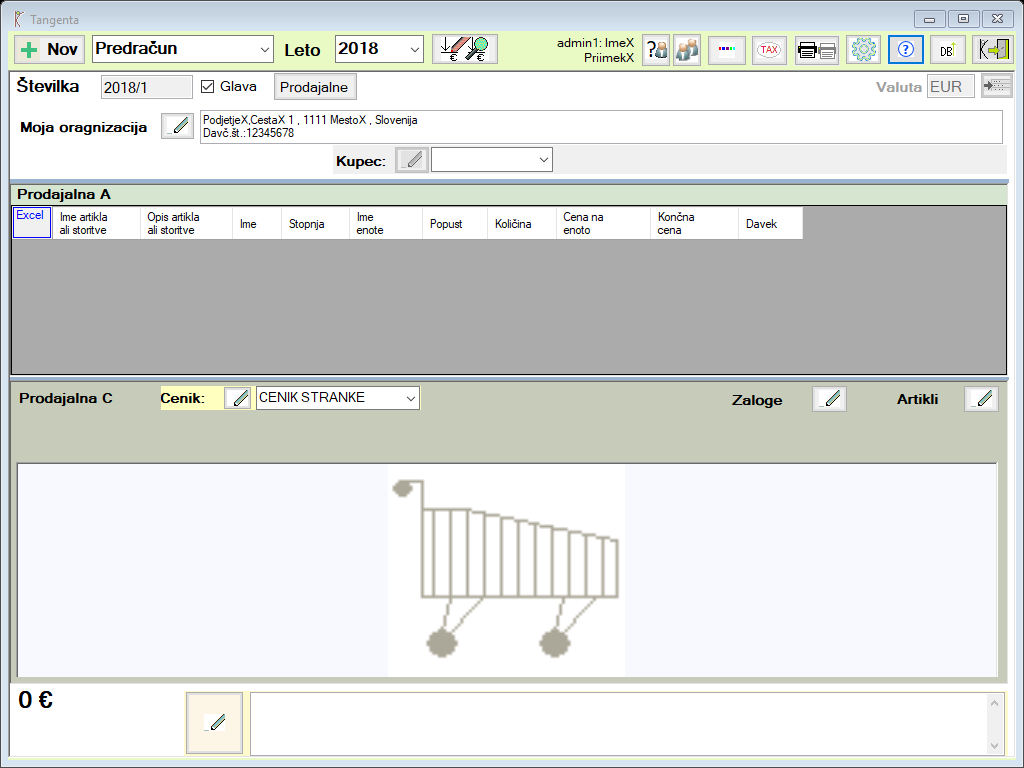 Tangenta
Nov
Predračun
Leto
2018
admin1: ImeX
PriimekX
TAX
DB
Številka
2018/1
Glava
Prodajalne
Valuta
EUR
Moja oragnizacija
PodjetjeX,CestaX 1 , 1111 MestoX , Slovenija
Davč.št.:12345678
Kupec:
Prodajalna A
Excel
Ime artikla
ali storitve
Opis artikla
ali storitve
Ime
Stopnja
Ime
enote
Popust
Količina
Cena na
enoto
Končna
cena
Davek
Prodajalna C
Cenik:
CENIK STRANKE
Zaloge
Artikli
0 €